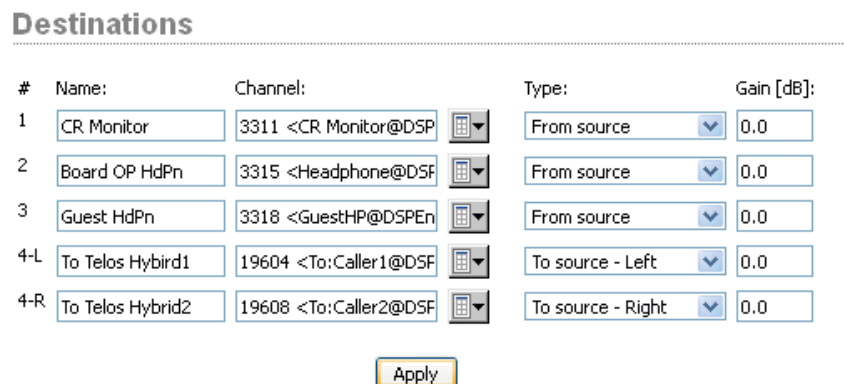 Destinations
# Name: Channel: Type: Gain [dB]:
1 CR Monitor 3311 <CR Monitor@DSP From source 0.0
2 Board OP HdPn 3315 <Headphone@DSF From source 0.0
3 Guest HdPn 3318 <GuestHP@DSPEn From source 0.0
4-L To Telos Hybird1 19604 <To:Caller1@DSF To source - Left 0.0
4-R To Telos Hybrid2 19608 <To:Caller2@DSF To source - Right 0.0
Apply